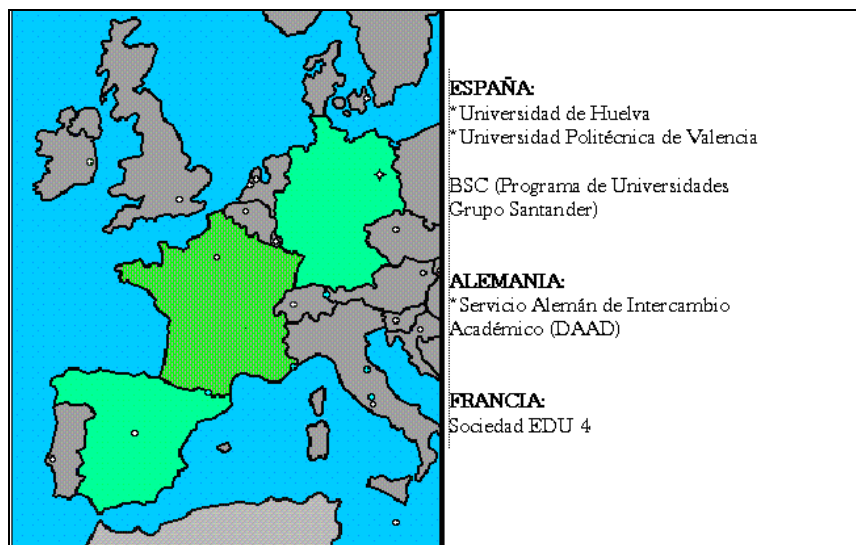 ESPAÑA:
*Universidad de Huelva
*Universidad Politécnica de Valencia
BSC (Programa de Universidades
Grupo Santander)
ALEMANIA:
*Servicio Alemán de Intercambio
Académico (DAAD)
FRANCIA:
Sociedad EDU 4